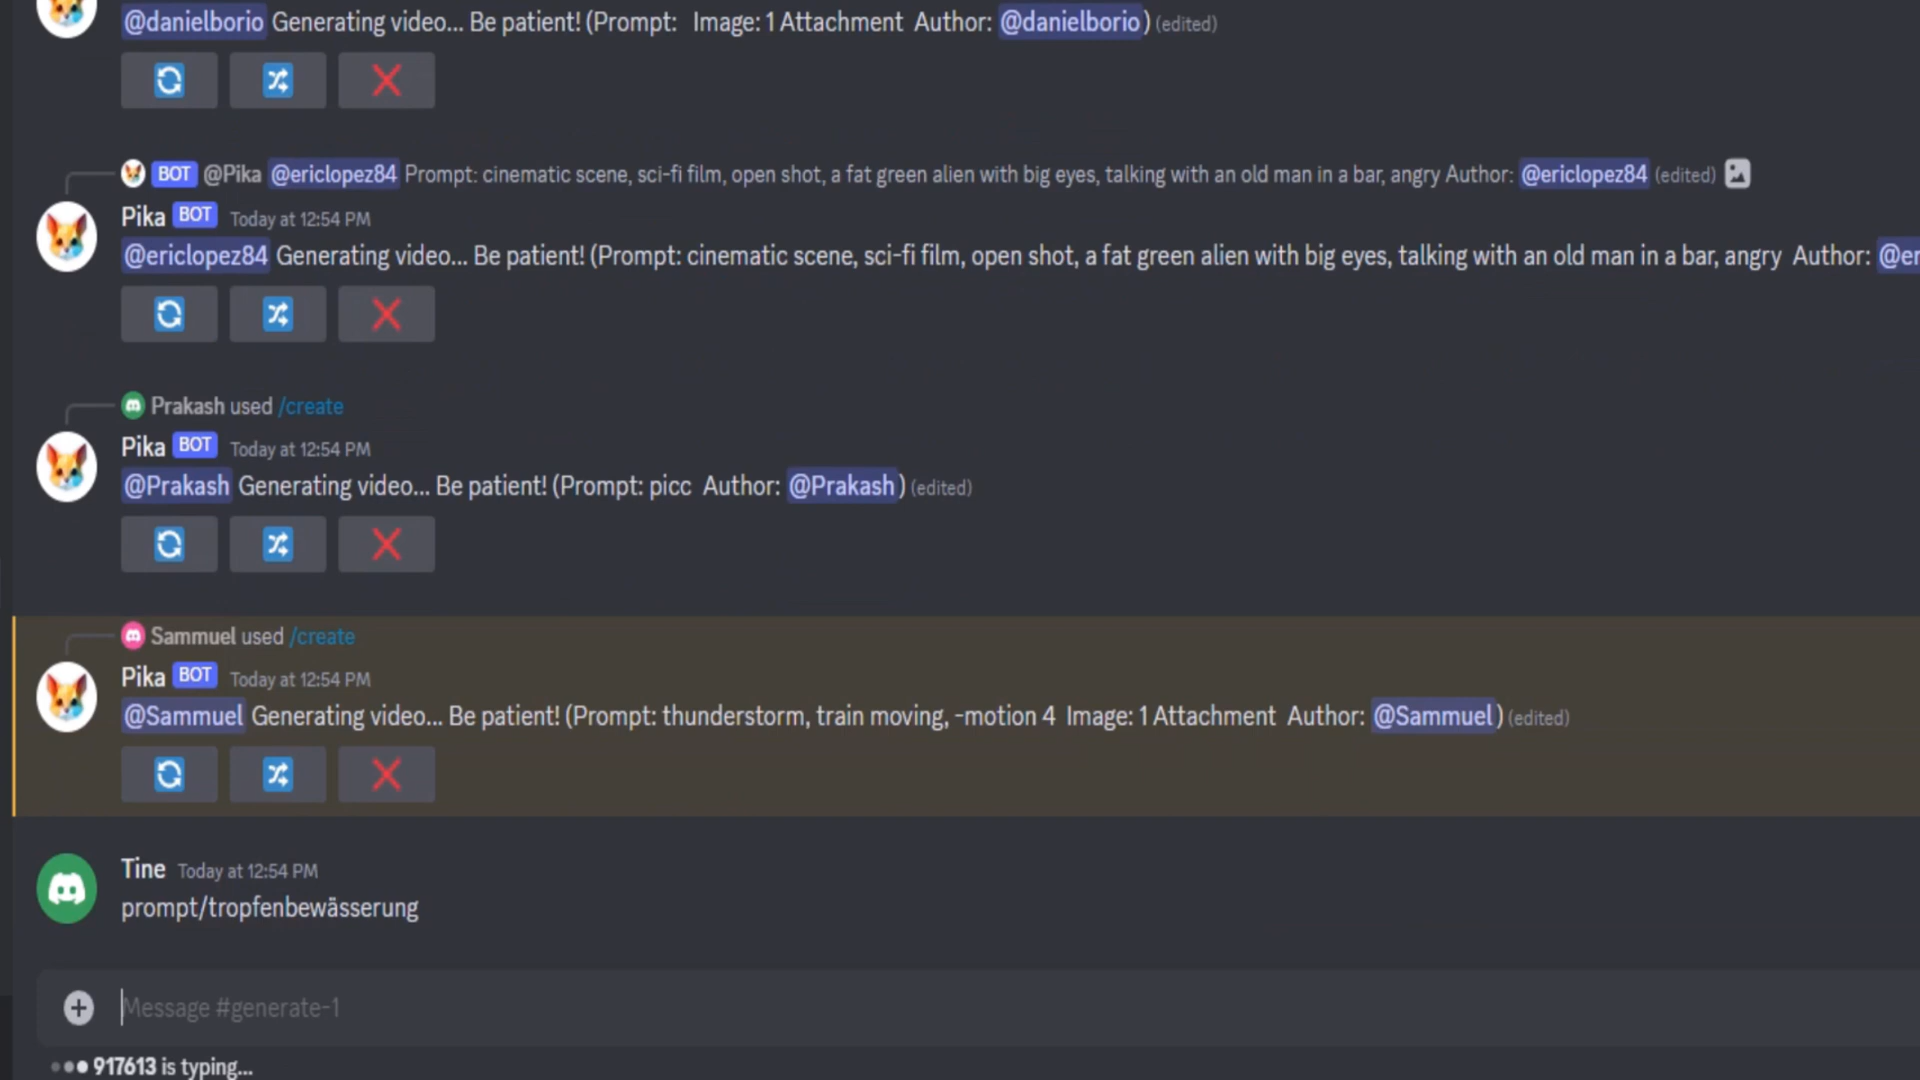 @danielborio Generating video... Be patient! (Prompt: Image: 1 Attachment Author: @danielborio) (edited)
BOT @Pika @ericlopez84 Prompt: cinematic scene, sci-fi film, open shot, a fat green alien with big eyes, talking with an old man in a bar, angry Author: @ericlopez84 (edited)
Pika BOT Today at 12:54 PM
@ericlopez84 Generating video... Be patient! (Prompt: cinematic scene, sci-fi film, open shot, a fat green alien with big eyes, talking with an old man in a bar, angry Author: @er
Prakash used /create
Pika BOT Today at 12:54 PM
@Prakash Generating video... Be patient! (Prompt: picc Author: @Prakash) (edited)
Sammuel used /create
Pika BOT Today at 12:54 PM
@Sammuel Generating video... Be patient! (Prompt: thunderstorm, train moving, -motion 4 Image: 1 Attachment Author: @Sammuel) (edited)
Tine Today at 12:54 PM
prompt/tropfenbewässerung
Message #generate-1
917613 is typing...